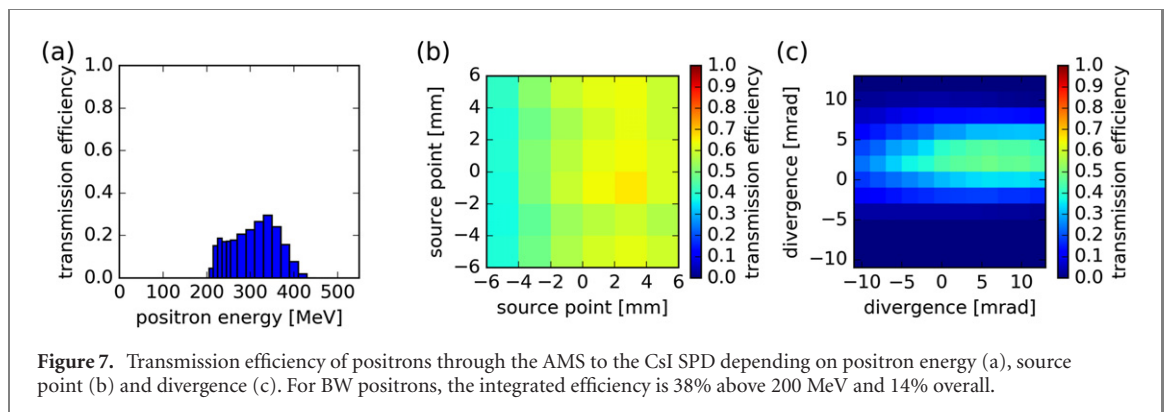 (a)
1.0
0.8
0.6
0.4
0.2
0.0
transmission efficiency
0 100 200 300 400 500
positron energy [MeV]
(b)
6
4
2
0
−2
−4
−6
source point [mm]
−6 −4 −2 0 2 4 6
source point [mm]
1.0
0.9
0.8
0.7
0.6
0.5
0.4
0.3
0.2
0.1
0.0
transmission efficiency
(c)
10
5
0
−5
−10
divergence [mrad]
−10 −5 0 5 10
divergence [mrad]
1.0
0.9
0.8
0.7
0.6
0.5
0.4
0.3
0.2
0.1
0.0
transmission efficiency
Figure 7. Transmission efficiency of positrons through the AMS to the CsI SPD depending on positron energy (a), source
point (b) and divergence (c). For BW positrons, the integrated efficiency is 38% above 200 MeV and 14% overall.